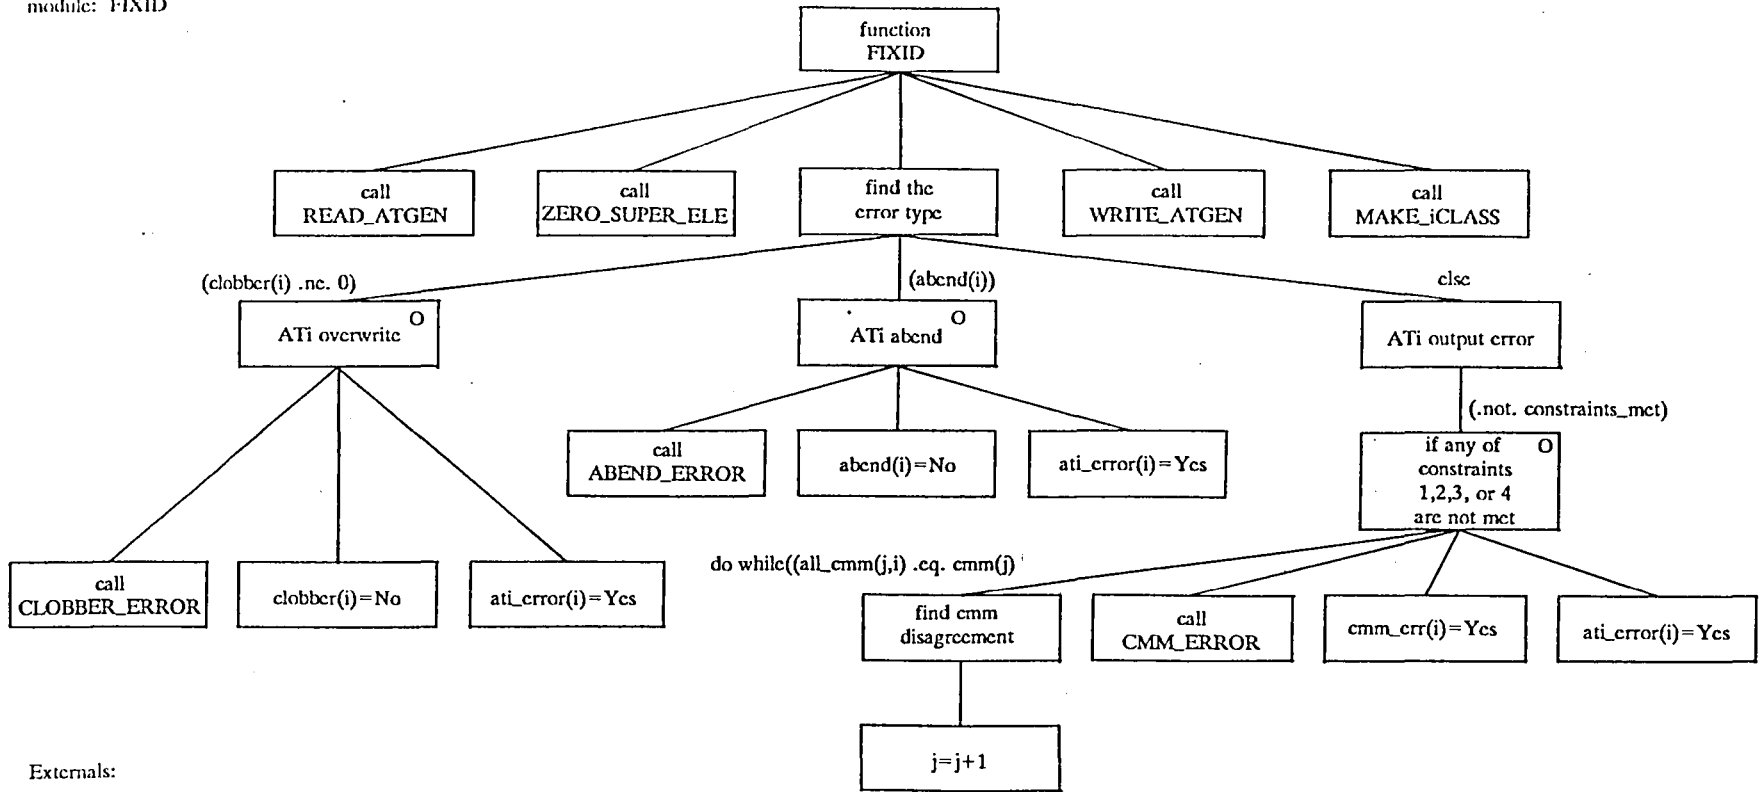 module: FIXID
function
FIXID
call
READ_ATGEN
call
ZERO_SUPER_ELE
find the
error type
call
WRITE_ATGEN
call
MAKE_iCLASS
(clobber(i) .ne. 0)
(abend(i))
else
ATi overwrite
O
ATi abend
O
ATi output error
(.not. constraints_met)
call
ABEND_ERROR
abend(i)=No
ati_error(i)=Yes
if any of
O
constraints
1,2,3, or 4
are not met
do while((all_cmm(j,i) .eq. cmm(j)
call
CLOBBER_ERROR
clobber(i)=No
ati_error(i)=Yes
find cmm
disagreement
call
CMM_ERROR
cmm_err(i)=Yes
ati_error(i)=Yes
j=j+1
Externals: